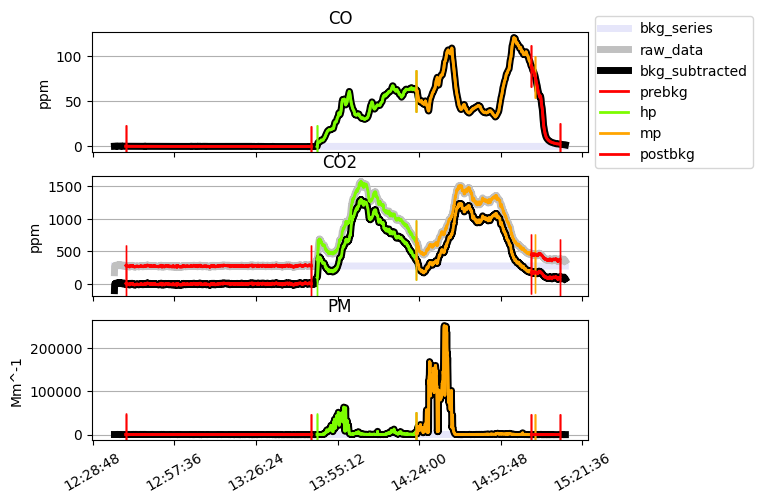 CO
ppm
100
50
0
bkg_series
raw_data
bkg_subtracted
prebkg
hp
mp
postbkg
CO2
ppm
1500
1000
500
0
PM
Mm^-1
200000
100000
0
12:28:48
12:57:36
13:26:24
13:55:12
14:24:00
14:52:48
15:21:36